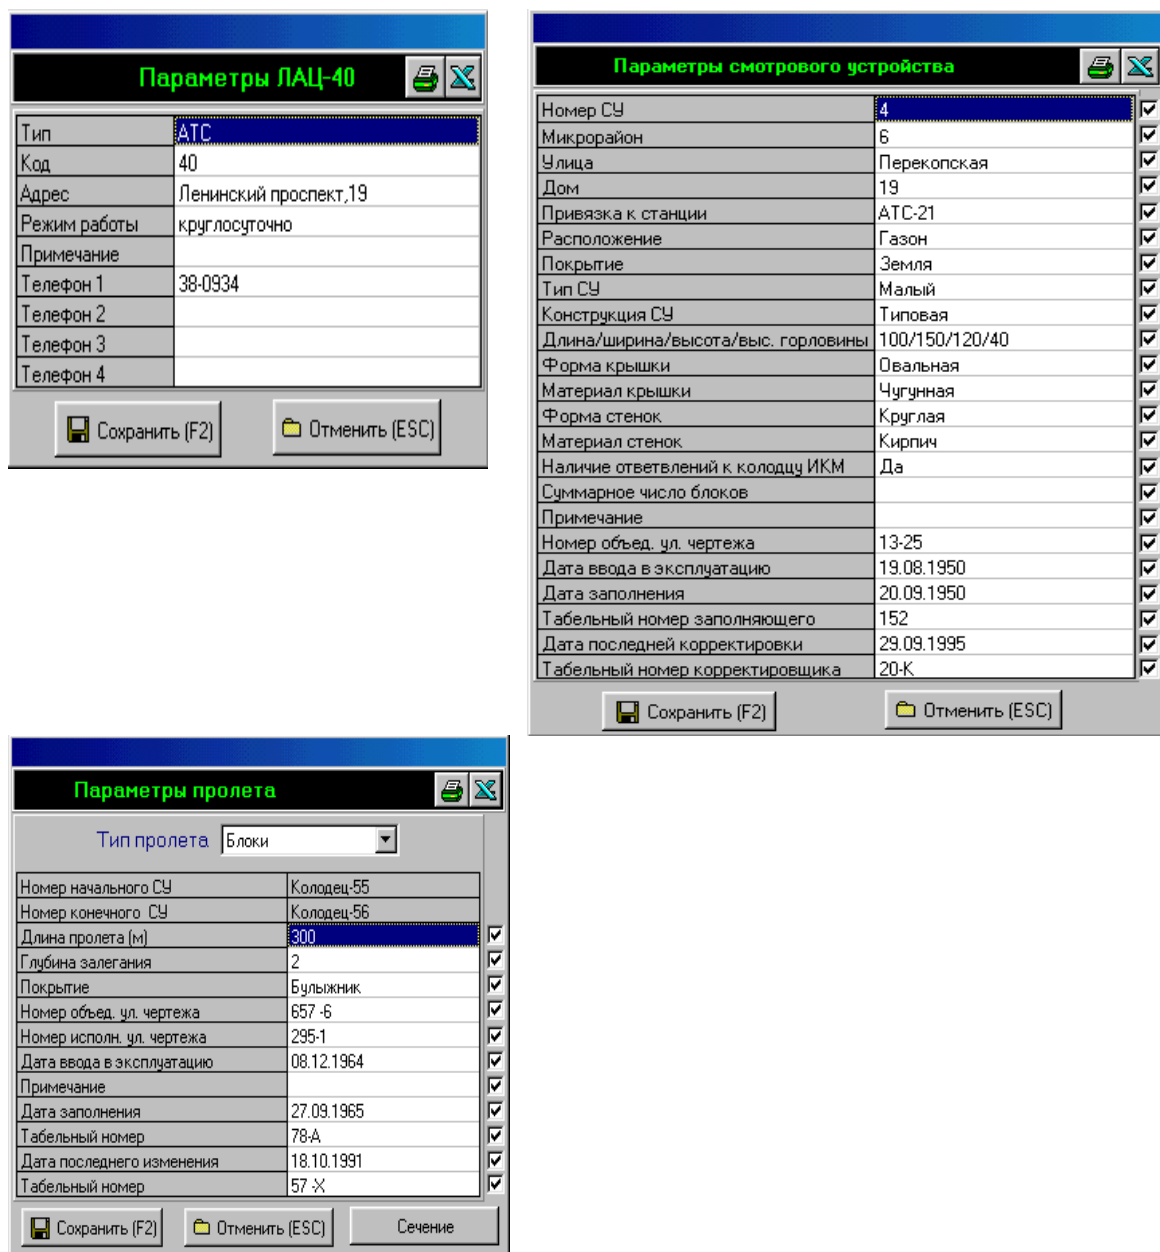 Параметры ЛАЦ-40
Тип АТС
Код 40
Адрес Ленинский проспект,19
Режим работы круглосуточно
Примечание
Телефон 1 38-0934
Телефон 2
Телефон 3
Телефон 4
Сохранить (F2) Отменить (ESC)
Параметры смотрового устройства
Номер СУ 4
Микрорайон 6
Улица Перекопская
Дом 19
Привязка к станции АТС-21
Расположение Газон
Покрытие Земля
Тип СУ Малый
Конструкция СУ Типовая
Длина/ширина/высота/выс. горловины 100/150/120/40
Форма крышки Овальная
Материал крышки Чугунная
Форма стенок Круглая
Материал стенок Кирпич
Наличие ответвлений к колодцу ИКМ Да
Суммарное число блоков
Примечание
Номер объед. ул. чертежа 13-25
Дата ввода в эксплуатацию 19.08.1950
Дата заполнения 20.09.1950
Табельный номер заполняющего 152
Дата последней корректировки 29.09.1995
Табельный номер корректировщика 20-К
Сохранить (F2) Отменить (ESC)
Параметры пролета
Тип пролета Блоки
Номер начального СУ Колодец-55
Номер конечного СУ Колодец-56
Длина пролета (м) 300
Глубина залегания 2
Покрытие Булыжник
Номер объед. ул. чертежа 657 -6
Номер исполн. ул. чертежа 295-1
Дата ввода в эксплуатацию 08.12.1964
Примечание
Дата заполнения 27.09.1965
Табельный номер 78-А
Дата последнего изменения 18.10.1991
Табельный номер 57 -Х
Сохранить (F2) Отменить (ESC) Сечение